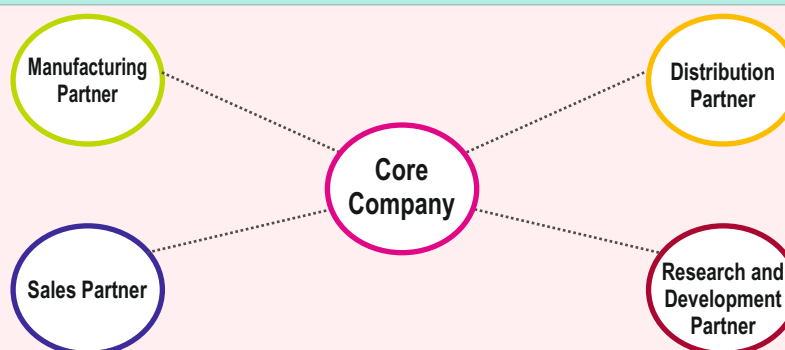 Manufacturing
Partner
Distribution
Partner
Core
Company
Sales Partner
Research and
Development
Partner